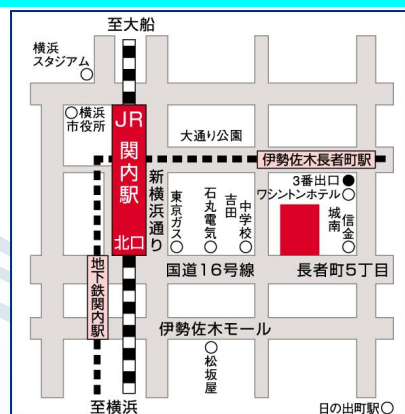 至大船
横浜
スタジアム
横浜
市役所
JR
関内駅
北口
大通り公園
伊勢佐木長者町駅
3番出口
ワシントンホテル
新横浜通り
東京ガス
石丸電気
吉田
中学校
城南
信金
地下鉄関内駅
国道16号線
長者町5丁目
伊勢佐木モール
松坂屋
至横浜
日の出町駅